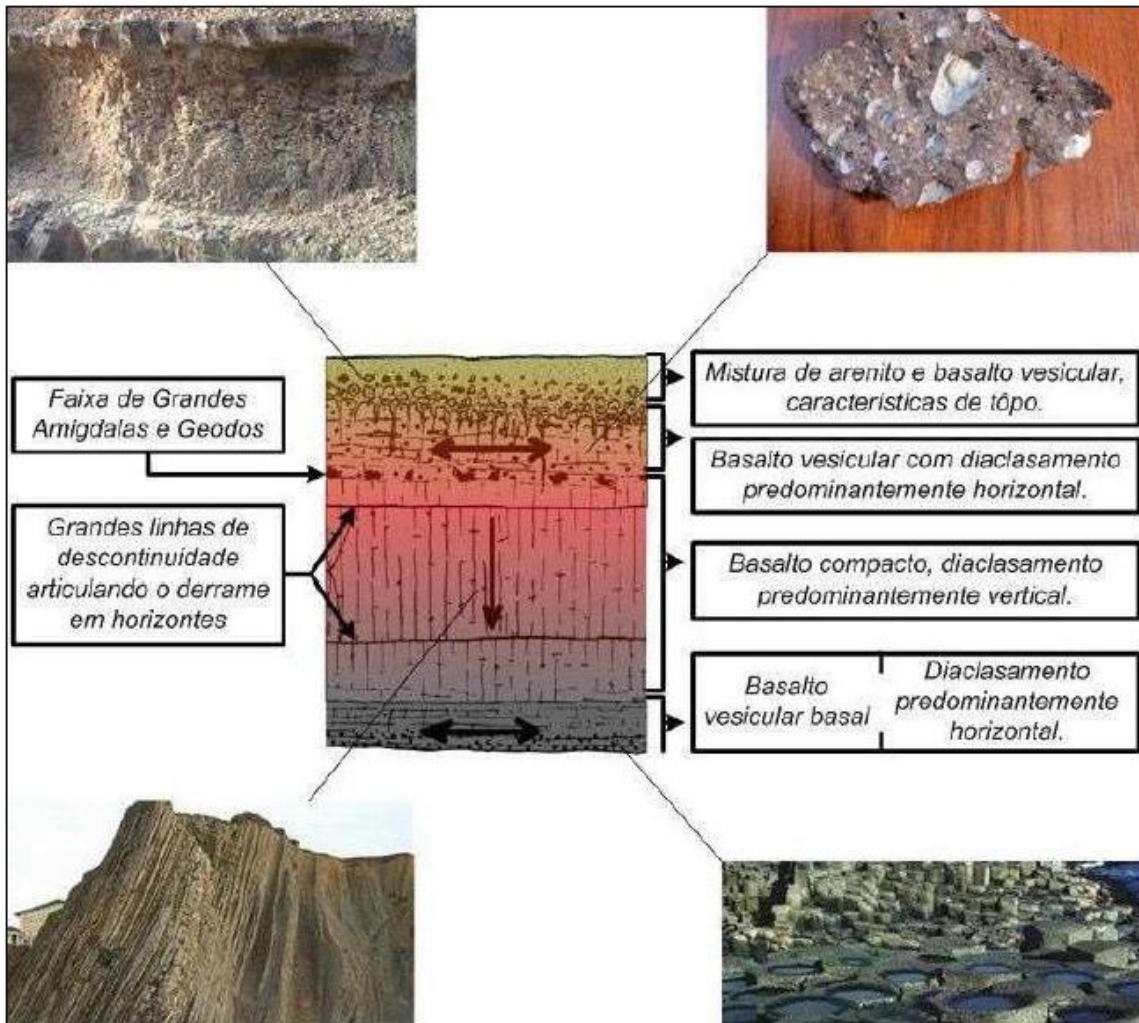 Faixa de Grandes
Amigdalas e Geodos
Grandes linhas de
descontinuidade
articulando o derrame
em horizontes
Mistura de arenito e basalto vesicular,
características de tôpo.
Basalto vesicular com diaclasamento
predominantemente horizontal.
Basalto compacto, diaclasamento
predominantemente vertical.
Basalto
vesicular basal
Diaclasamento
predominantemente
horizontal.